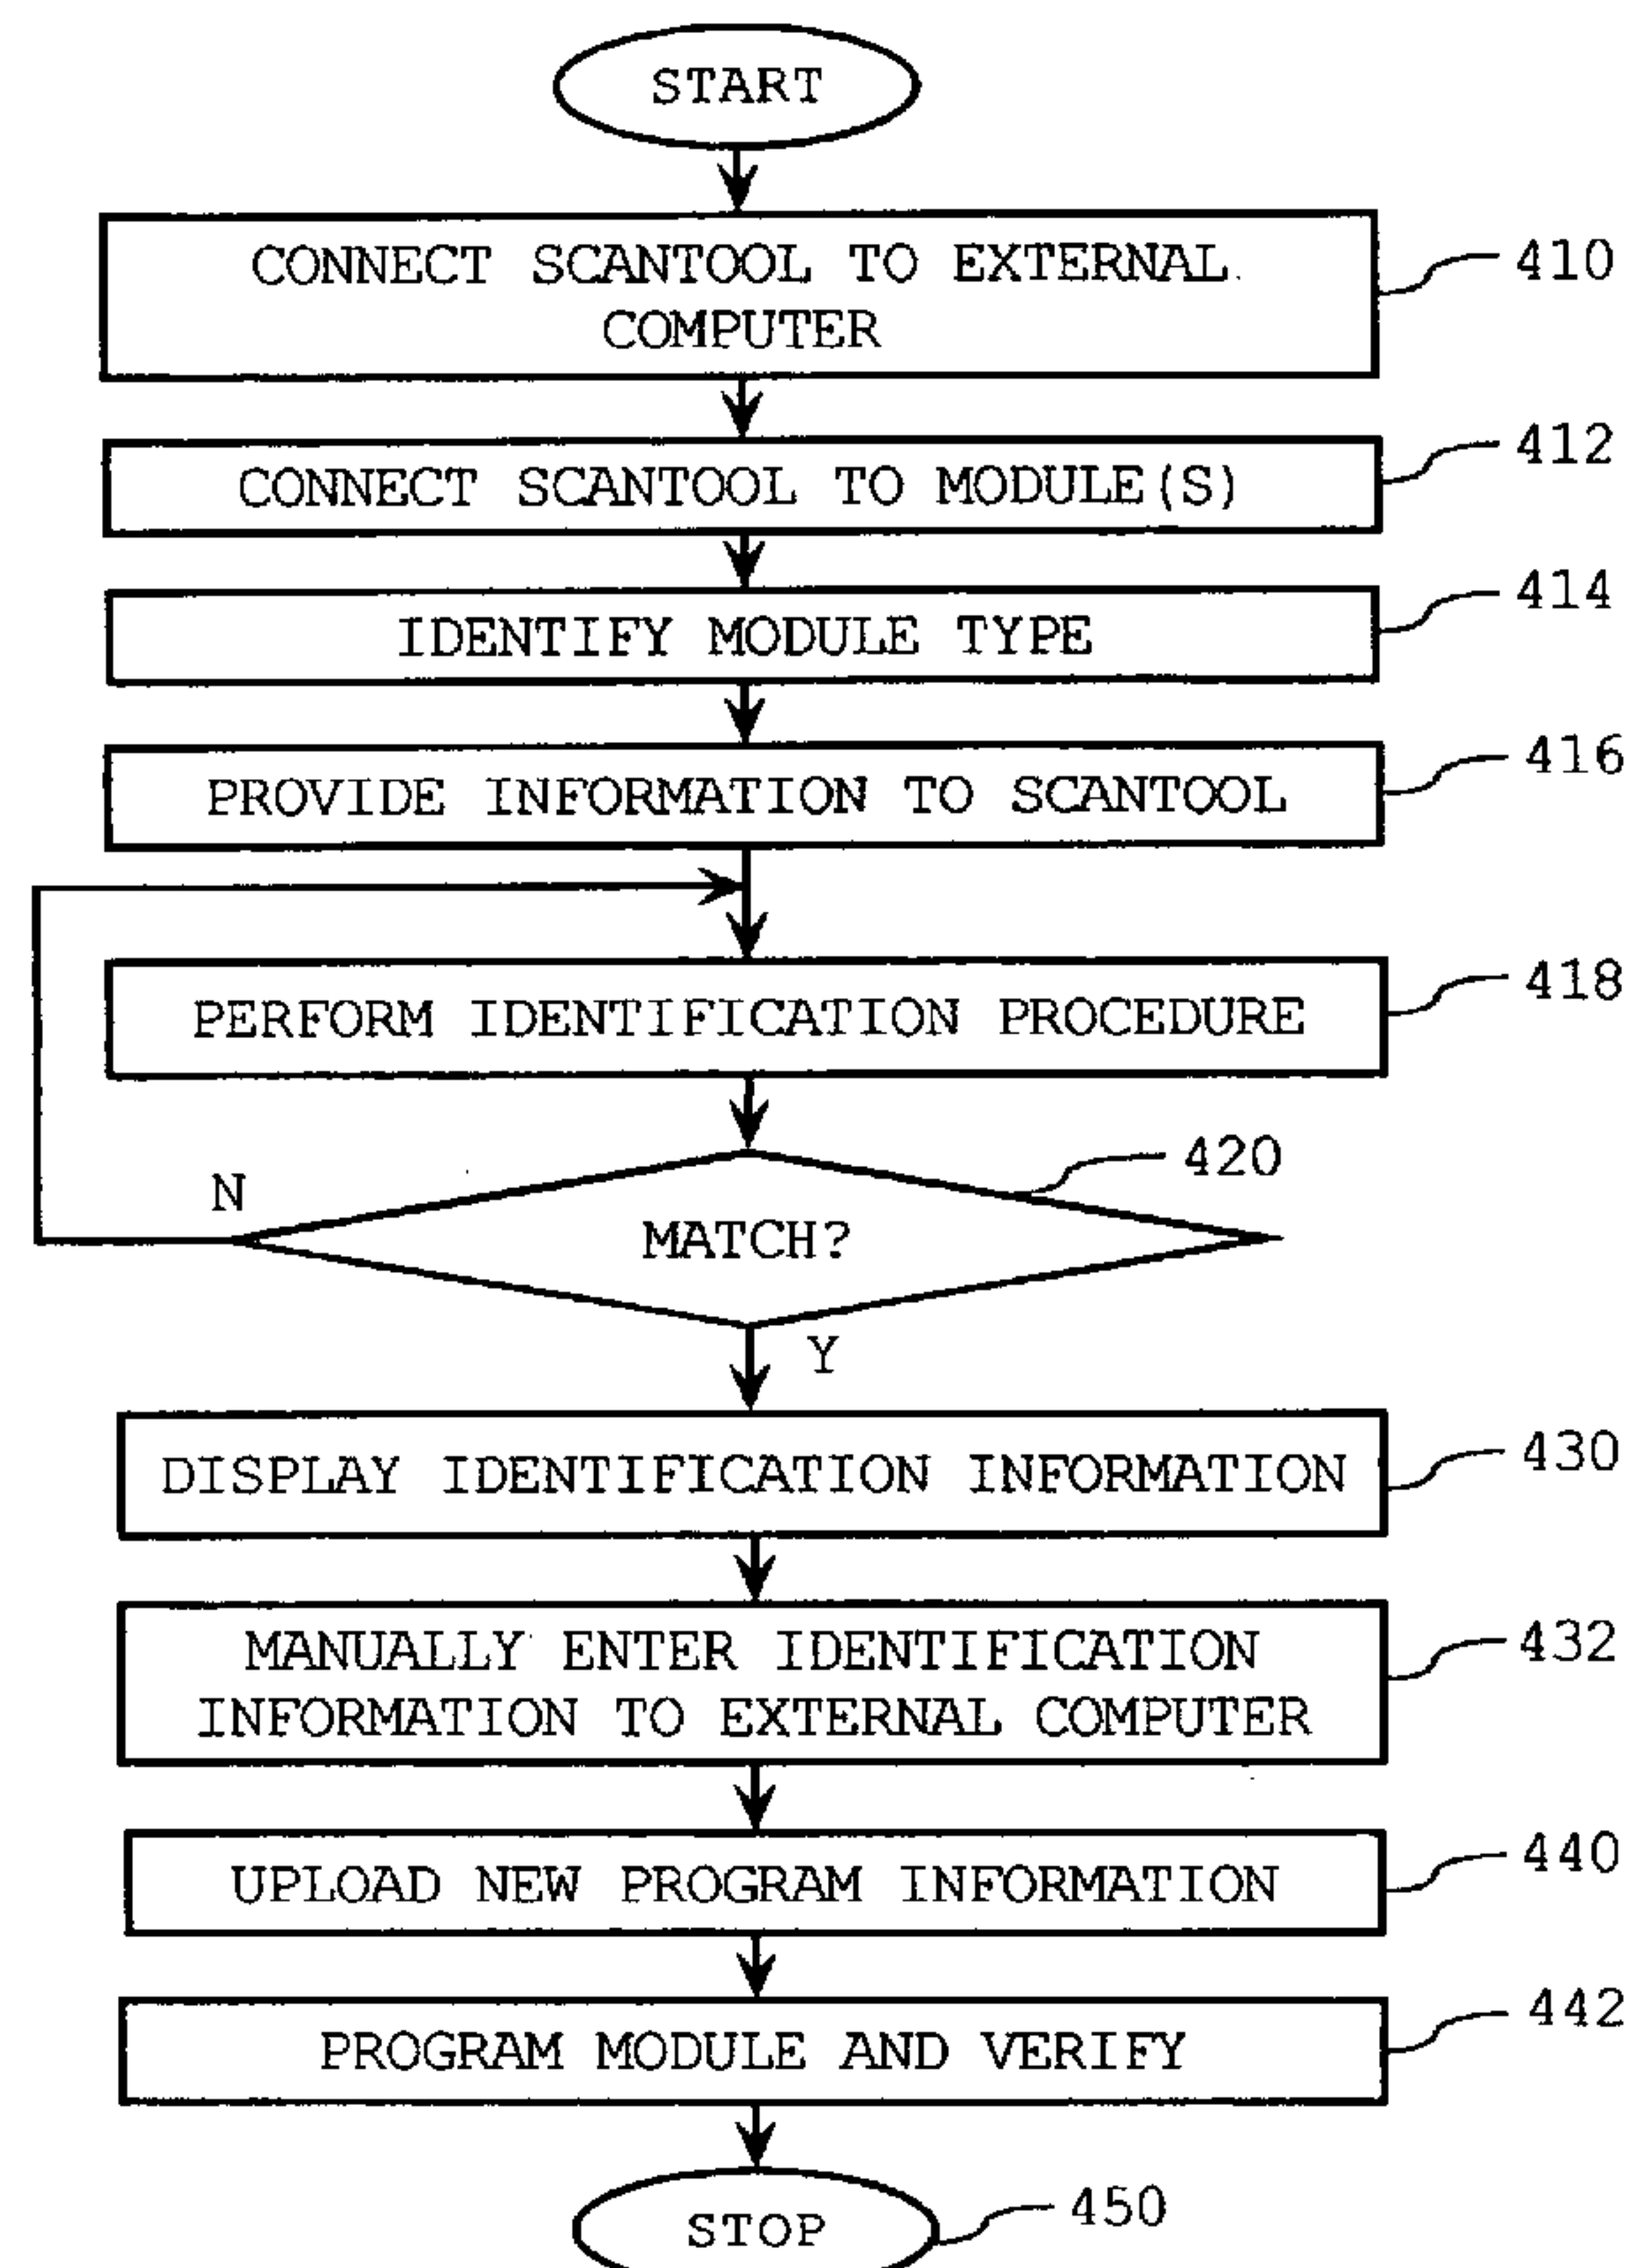 START
CONNECT SCANTOOL TO EXTERNAL
COMPUTER
410
CONNECT SCANTOOL TO MODULE(S)
412
IDENTIFY MODULE TYPE
414
PROVIDE INFORMATION TO SCANTOOL
416
PERFORM IDENTIFICATION PROCEDURE
418
420
N
MATCH?
Y
DISPLAY IDENTIFICATION INFORMATION
430
MANUALLY ENTER IDENTIFICATION
INFORMATION TO EXTERNAL COMPUTER
432
UPLOAD NEW PROGRAM INFORMATION
440
PROGRAM MODULE AND VERIFY
442
STOP
450